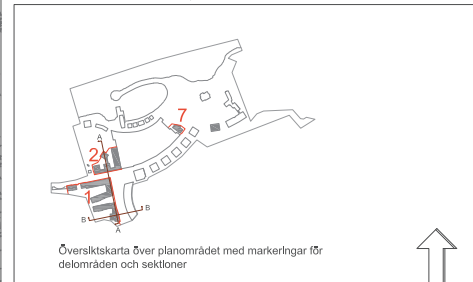 7
A
2
1
B
B
A
Översiktskarta över planområdet med markeringar för
delområden och sektioner